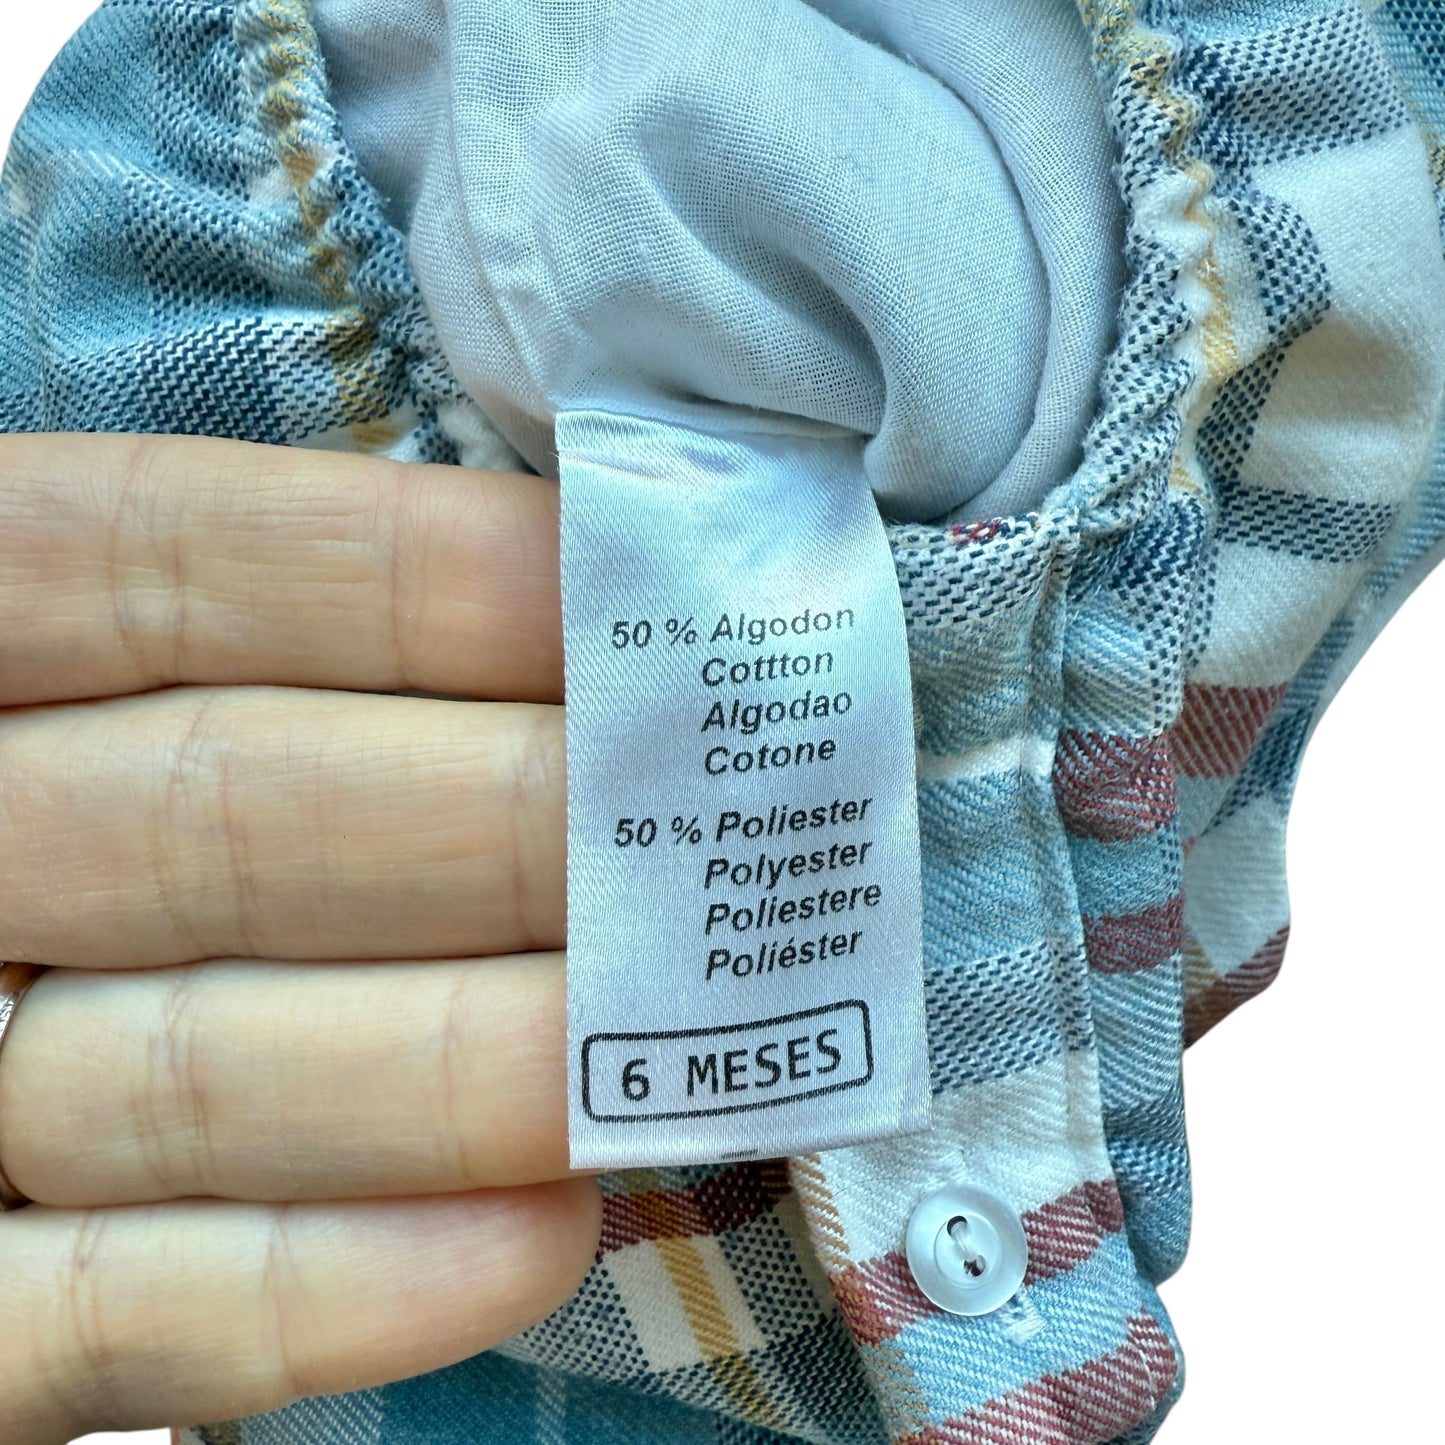 50 % Algodon
Cottton
Algodao
Cotone
50 % Poliester
Polyester
Poliestere
Poliéster
6 MESES